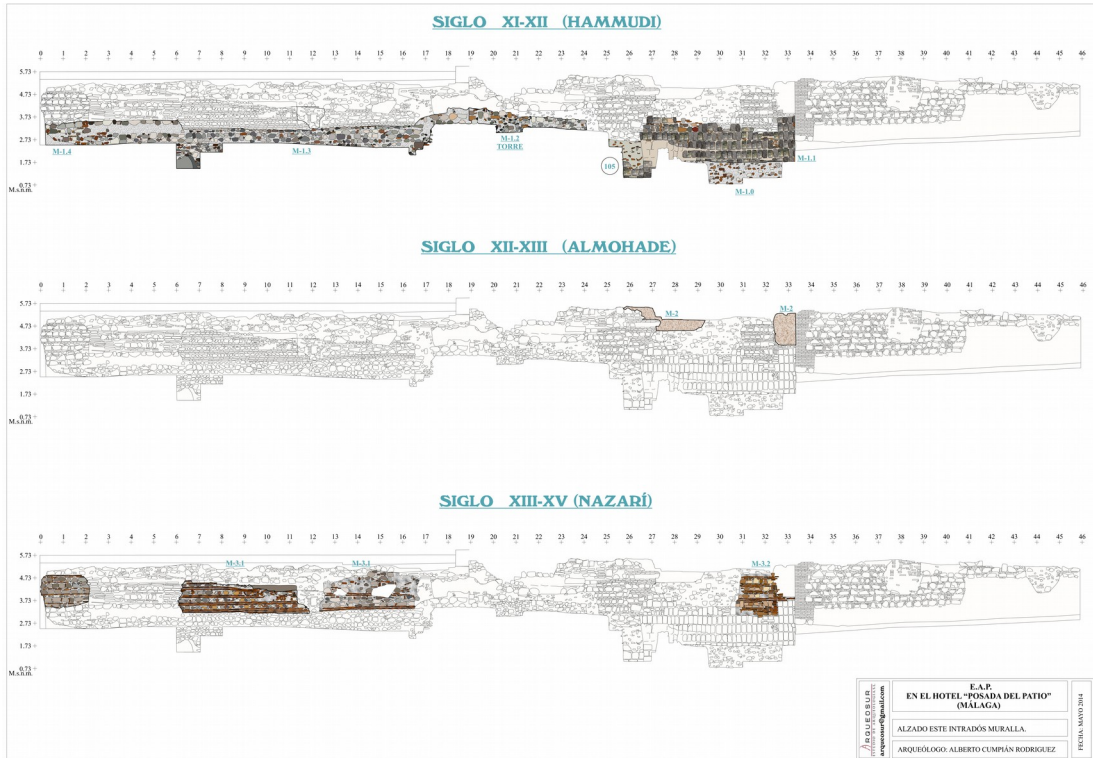 SIGLO XI-XII (HAMMUDI)
0 1 2 3 4 5 6 7 8 9 10 11 12 13 14 15 16 17 18 19 20 21 22 23 24 25 26 27 28 29 30 31 32 33 34 35 36 37 38 39 40 41 42 43 44 45 46
5.73
4.73
3.73
2.73
1.73
0.73
M.s.n.m.
M-1.4
M-1.3
M-1.2
TORRE
105
M-1.1
M-1.0
SIGLO XII-XIII (ALMOHADE)
0 1 2 3 4 5 6 7 8 9 10 11 12 13 14 15 16 17 18 19 20 21 22 23 24 25 26 27 28 29 30 31 32 33 34 35 36 37 38 39 40 41 42 43 44 45 46
5.73
4.73
3.73
2.73
1.73
0.73
M.s.n.m.
M-2
M-2
SIGLO XIII-XV (NAZARÍ)
0 1 2 3 4 5 6 7 8 9 10 11 12 13 14 15 16 17 18 19 20 21 22 23 24 25 26 27 28 29 30 31 32 33 34 35 36 37 38 39 40 41 42 43 44 45 46
5.73
4.73
3.73
2.73
1.73
0.73
M.s.n.m.
M-3.1
M-3.1
M-3.2
ARQUEOSUR
arqueosur@gmail.com
E.A.P.
EN EL HOTEL “POSADA DEL PATIO”
(MÁLAGA)
ALZADO ESTE INTRADÓS MURALLA.
ARQUEÓLOGO: ALBERTO CUMPIÁN RODRIGUEZ
FECHA: MAYO 2014